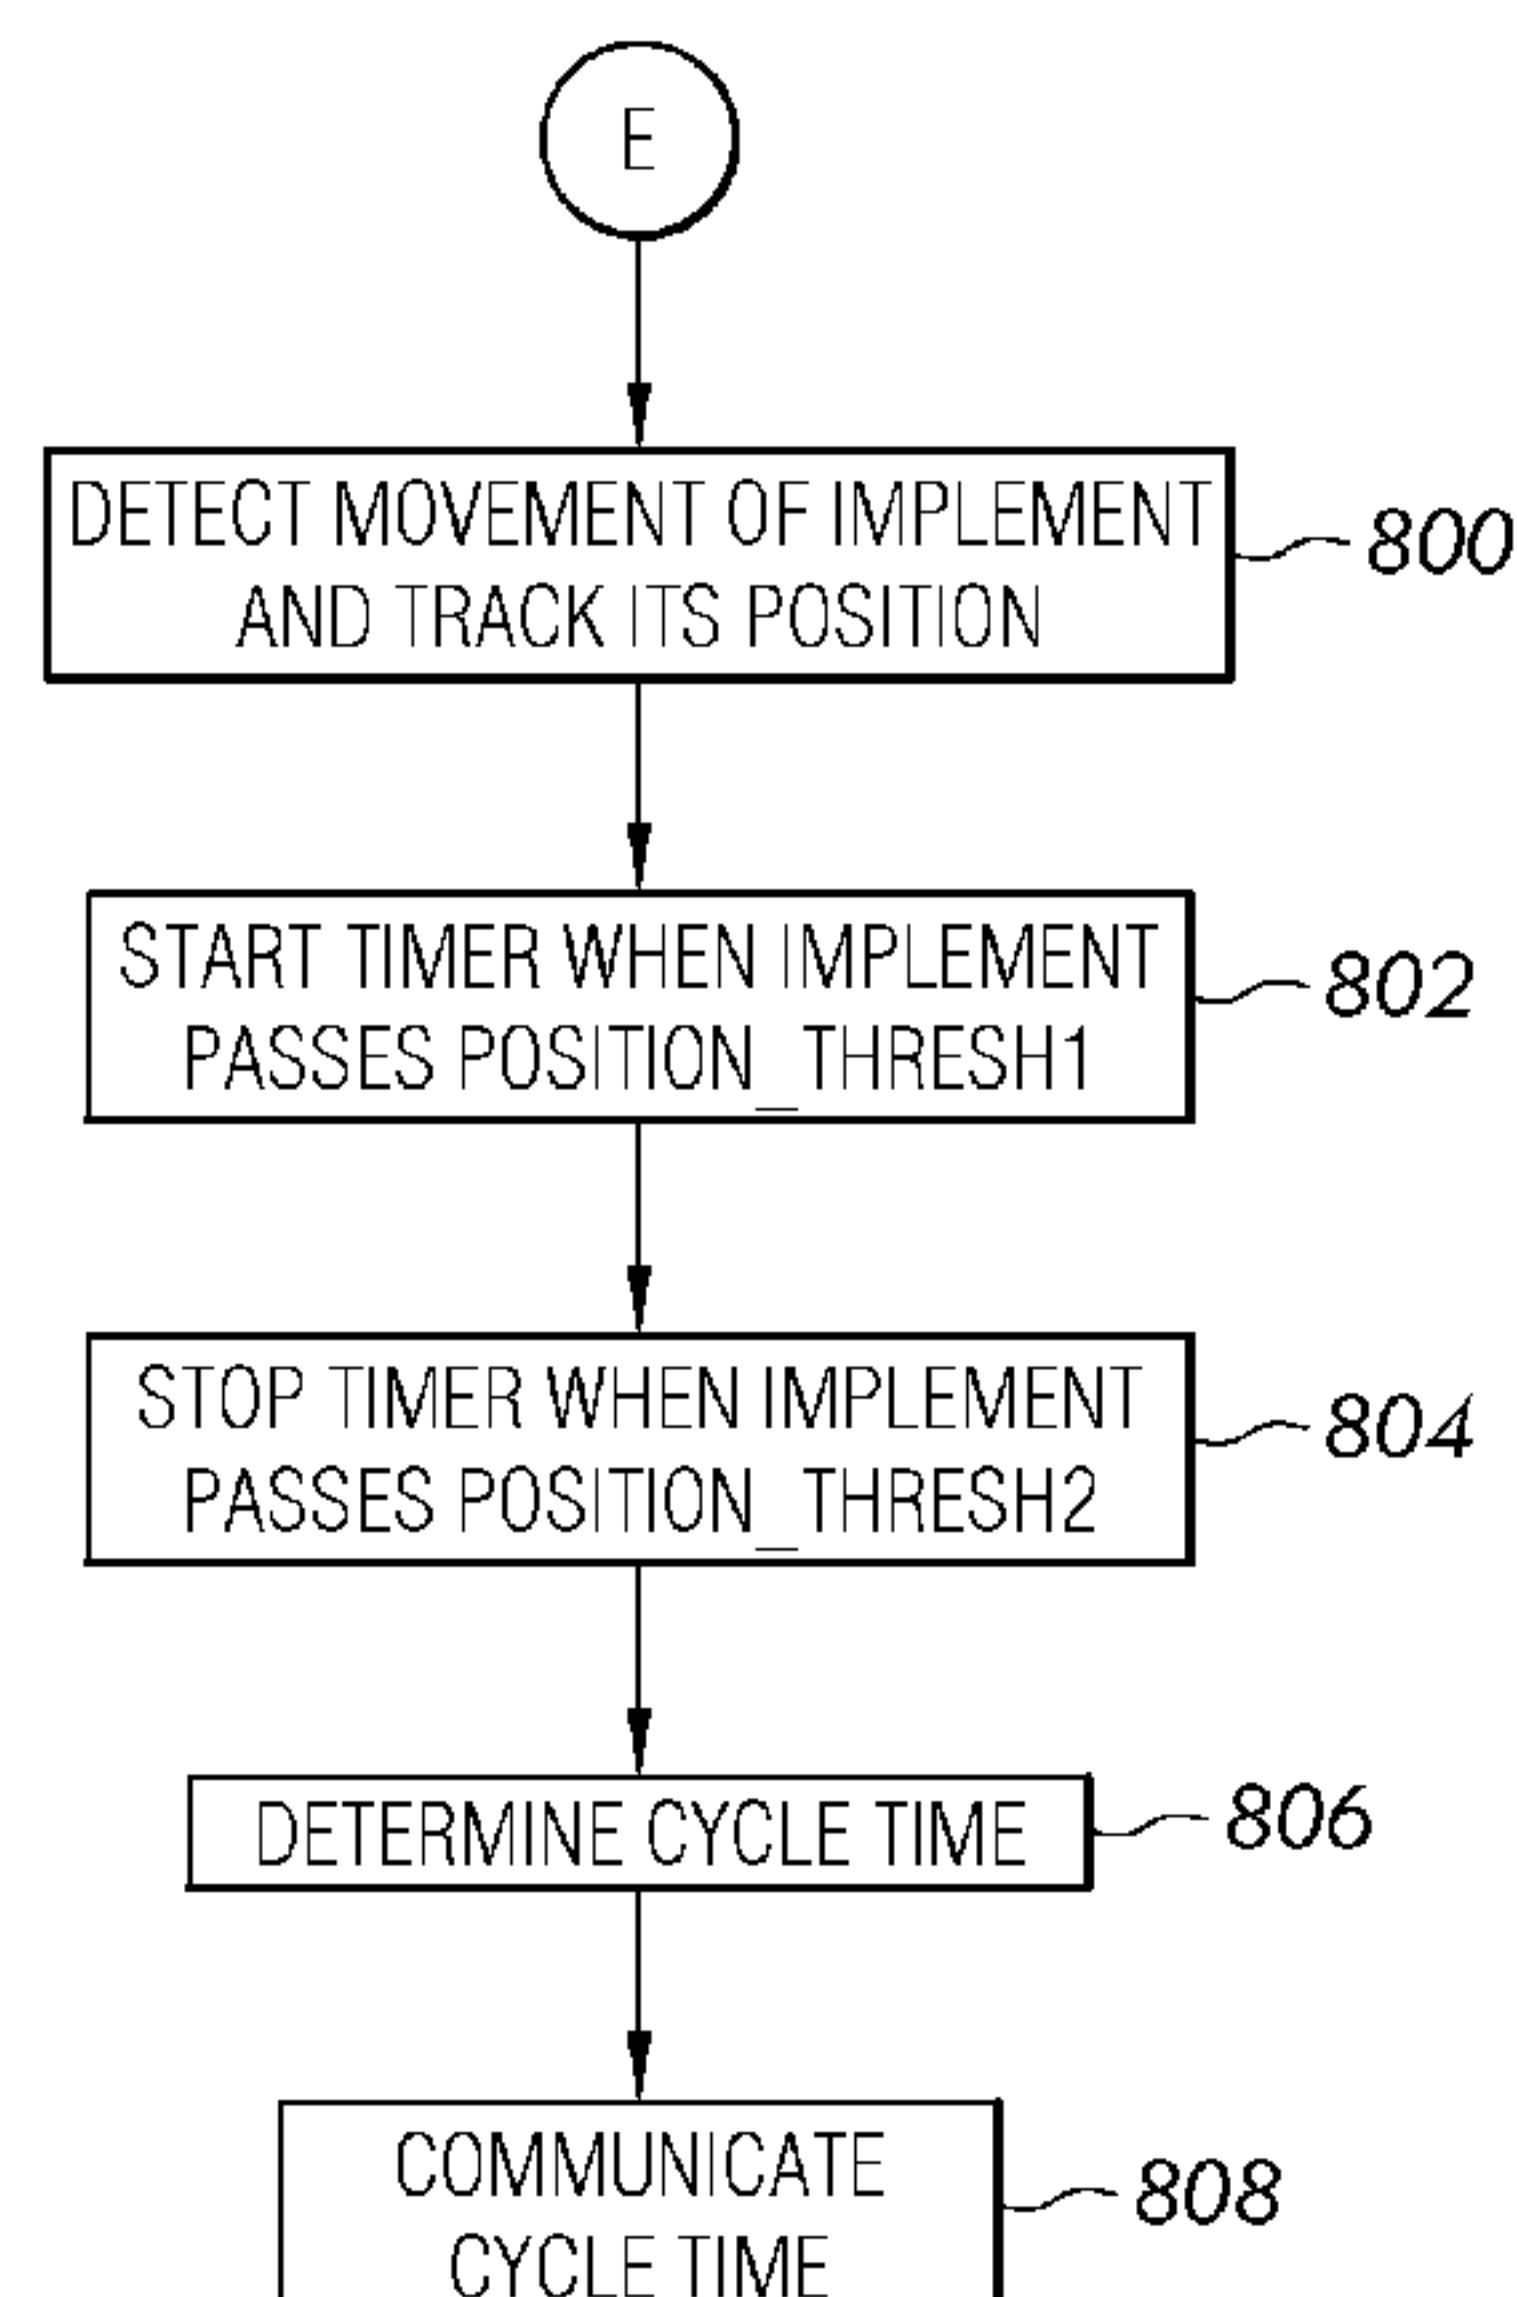 E
DETECT MOVEMENT OF IMPLEMENT
AND TRACK ITS POSITION
800
START TIMER WHEN IMPLEMENT
PASSES POSITION_THRESH1
802
STOP TIMER WHEN IMPLEMENT
PASSES POSITION_THRESH2
804
DETERMINE CYCLE TIME
806
COMMUNICATE
CYCLE TIME
808